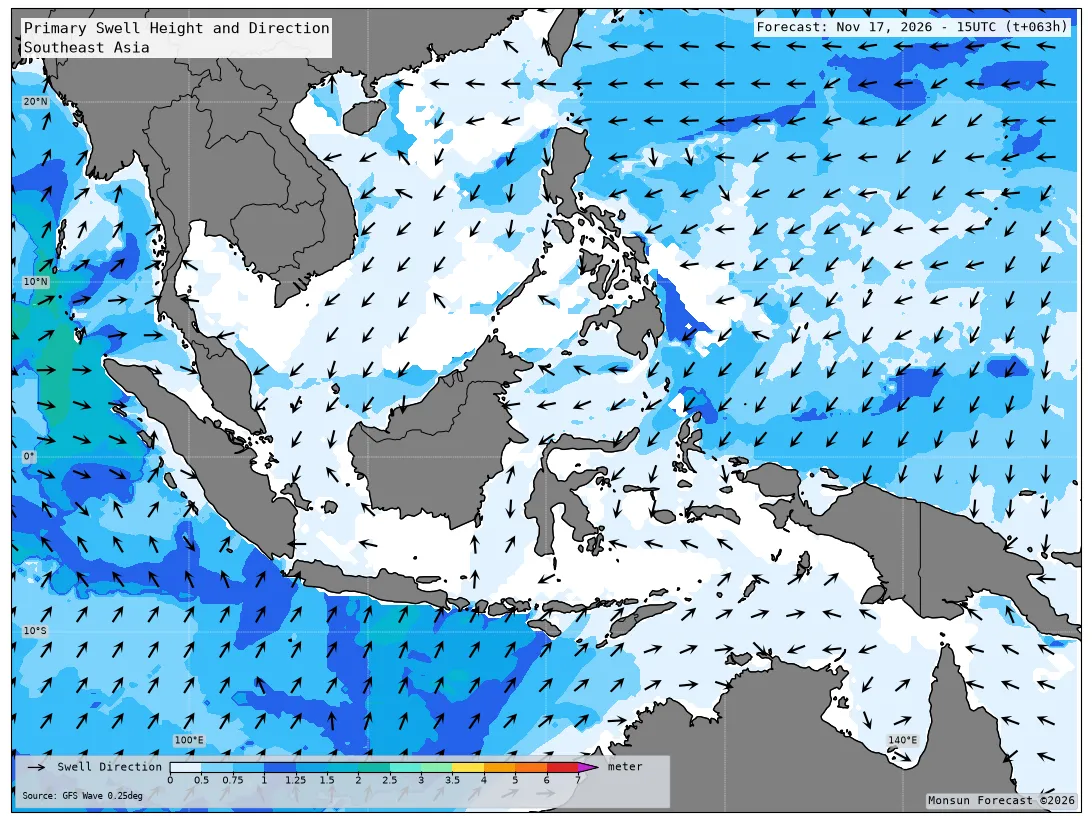 Primary Swell Height and Direction
Southeast Asia
Forecast: Nov 17, 2026 - 15UTC (t+063h)
20°N
10°N
0°
10°S
100°E
140°E
Swell Direction
0 0.5 0.75 1 1.25 1.5 2 2.5 3 3.5 4 5 6 7
meter
Source: GFS Wave 0.25deg
Monsun Forecast ©2026